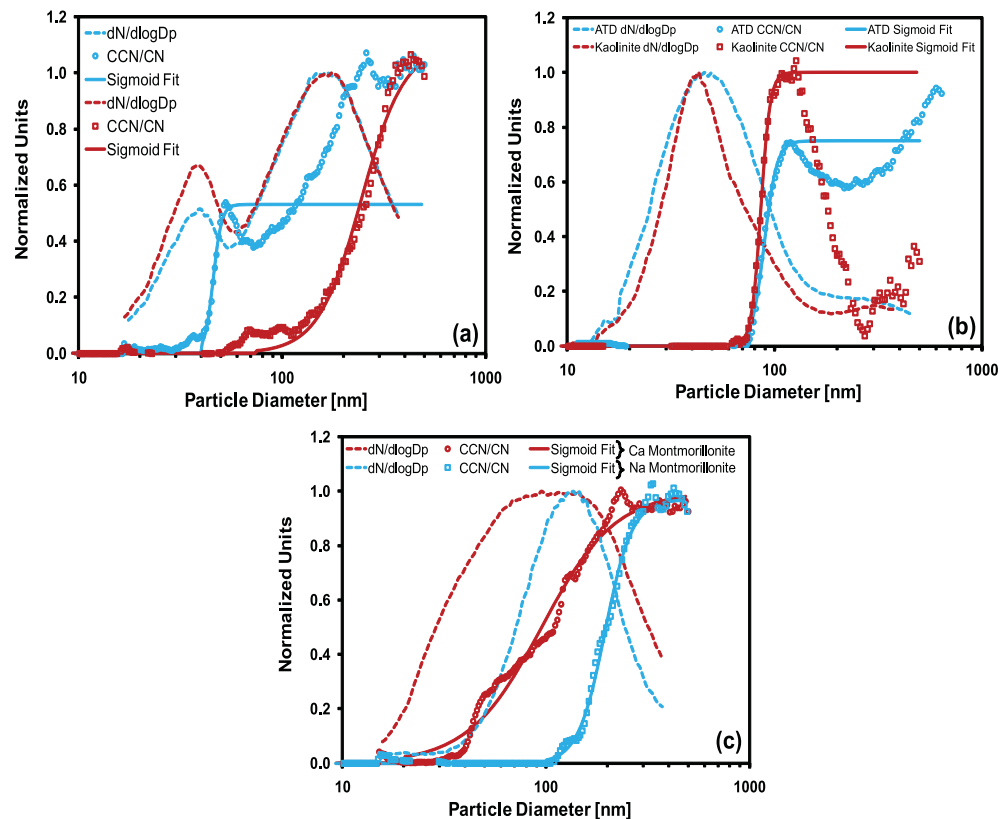 1.2
1.0
0.8
0.6
0.4
0.2
0.0
Normalized Units
dN/dlogDp
CCN/CN
Sigmoid Fit
dN/dlogDp
CCN/CN
Sigmoid Fit
(a)
10 100 1000
Particle Diameter [nm]
1.2
1.0
0.8
0.6
0.4
0.2
0.0
Normalized Units
ATD dN/dlogDp ATD CCN/CN ATD Sigmoid Fit
Kaolinite dN/dlogDp Kaolinite CCN/CN Kaolinite Sigmoid Fit
(b)
10 100 1000
Particle Diameter [nm]
1.2
1.0
0.8
0.6
0.4
0.2
0.0
Normalized Units
dN/dlogDp CCN/CN Sigmoid Fit } Ca Montmorillonite
dN/dlogDp CCN/CN Sigmoid Fit } Na Montmorillonite
(c)
10 100 1000
Particle Diameter [nm]